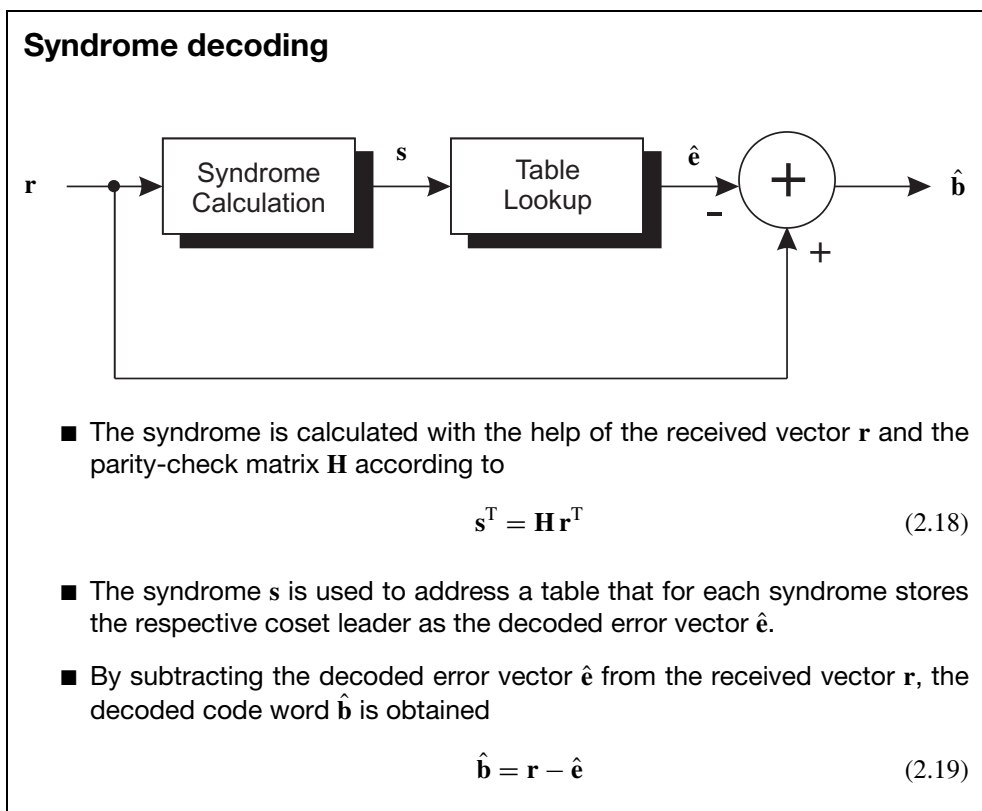 Syndrome decoding
r
Syndrome
Calculation
s
Table
Lookup
ê
-
+
+
b̂
■ The syndrome is calculated with the help of the received vector r and the
parity-check matrix H according to
sᵀ = H rᵀ (2.18)
■ The syndrome s is used to address a table that for each syndrome stores
the respective coset leader as the decoded error vector ê.
■ By subtracting the decoded error vector ê from the received vector r, the
decoded code word b̂ is obtained
b̂ = r − ê (2.19)